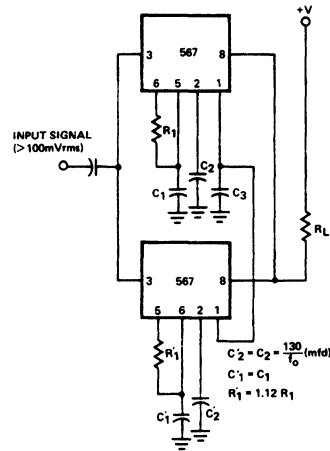 +V
3 567 8
6 5 2 1
R1
INPUT SIGNAL
(>100mVrms)
C1 C2 C3
RL
3 567 8
5 6 2 1
R'1
C'1 C'2
C'2 = C2 = 130/fo (mfd)
C'1 = C1
R'1 = 1.12 R1